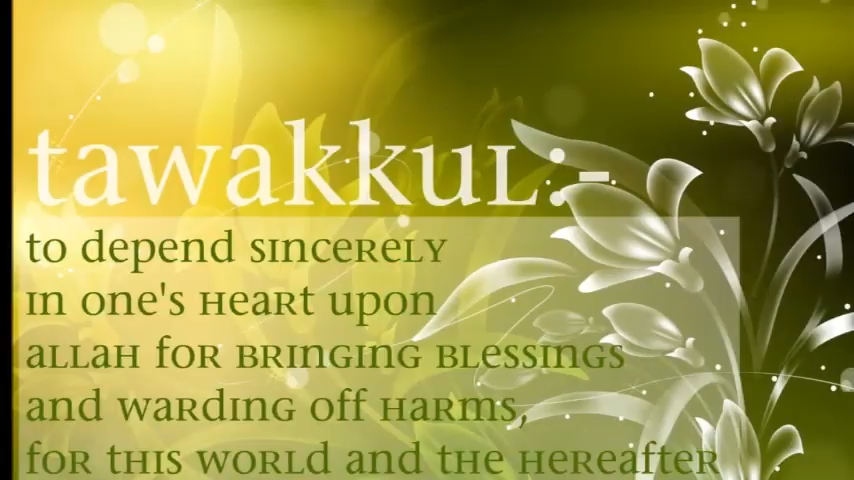 tawakkul:-
to depend sincerely
in one's heart upon
allah for bringing blessings
and warding off harms,
for this world and the hereafter